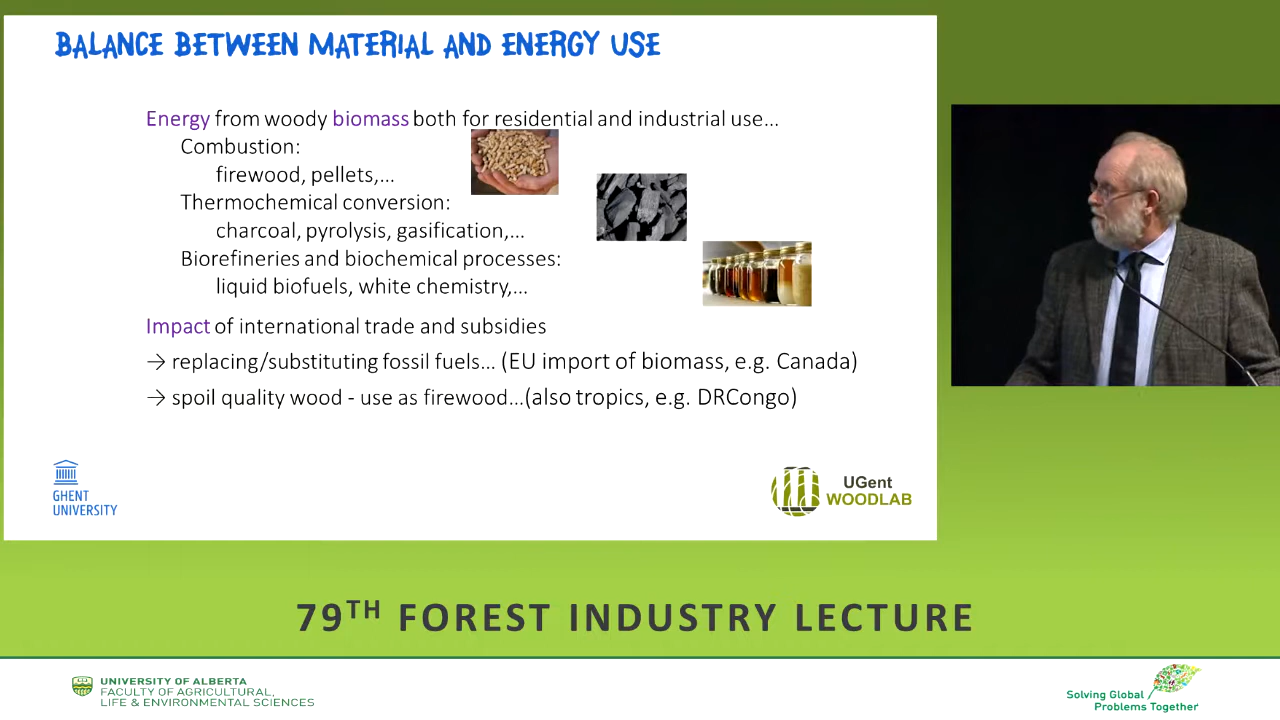 BALANCE BETWEEN MATERIAL AND ENERGY USE
Energy from woody biomass both for residential and industrial use...
Combustion:
firewood, pellets,...
Thermochemical conversion:
charcoal, pyrolysis, gasification,...
Biorefineries and biochemical processes:
liquid biofuels, white chemistry,...
Impact of international trade and subsidies
→ replacing/substituting fossil fuels... (EU import of biomass, e.g. Canada)
→ spoil quality wood - use as firewood...(also tropics, e.g. DRCongo)
GHENT
UNIVERSITY
UGent
WOODLAB
79TH FOREST INDUSTRY LECTURE
UNIVERSITY OF ALBERTA
FACULTY OF AGRICULTURAL,
LIFE & ENVIRONMENTAL SCIENCES
Solving Global
Problems Together